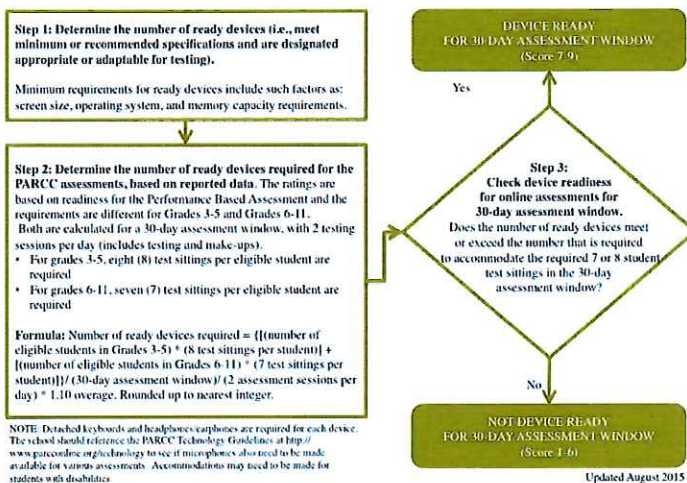 Step 1: Determine the number of ready devices (i.e., meet
minimum or recommended specifications and are designated
appropriate or adaptable for testing).
Minimum requirements for ready devices include such factors as:
screen size, operating system, and memory capacity requirements.
Step 2: Determine the number of ready devices required for the
PARCC assessments, based on reported data. The ratings are
based on readiness for the Performance Based Assessment and the
requirements are different for Grades 3-5 and Grades 6-11.
Both are calculated for a 30-day assessment window, with 2 testing
sessions per day (includes testing and make-ups).
• For grades 3-5, eight (8) test sittings per eligible student are
required
• For grades 6-11, seven (7) test sittings per eligible student are
required
Formula: Number of ready devices required = {[(number of
eligible students in Grades 3-5) * (8 test sittings per student)] +
[(number of eligible students in Grades 6-11) * (7 test sittings per
student)]}/ (30-day assessment window)/ (2 assessment sessions per
day) * 1.10 overage. Rounded up to nearest integer.
NOTE: Detached keyboards and headphones/earphones are required for each device.
The school should reference the PARCC Technology Guidelines at http://
www.parcconline.org/technology to see if microphones also need to be made
available for various assessments. Accommodations may need to be made for
students with disabilities
DEVICE READY
FOR 30-DAY ASSESSMENT WINDOW
(Score 7-9)
Yes
Step 3:
Check device readiness
for online assessments for
30-day assessment window.
Does the number of ready devices meet
or exceed the number that is required
to accommodate the required 7 or 8 student
test sittings in the 30-day
assessment window?
No
NOT DEVICE READY
FOR 30-DAY ASSESSMENT WINDOW
(Score 1-6)
Updated August 2015